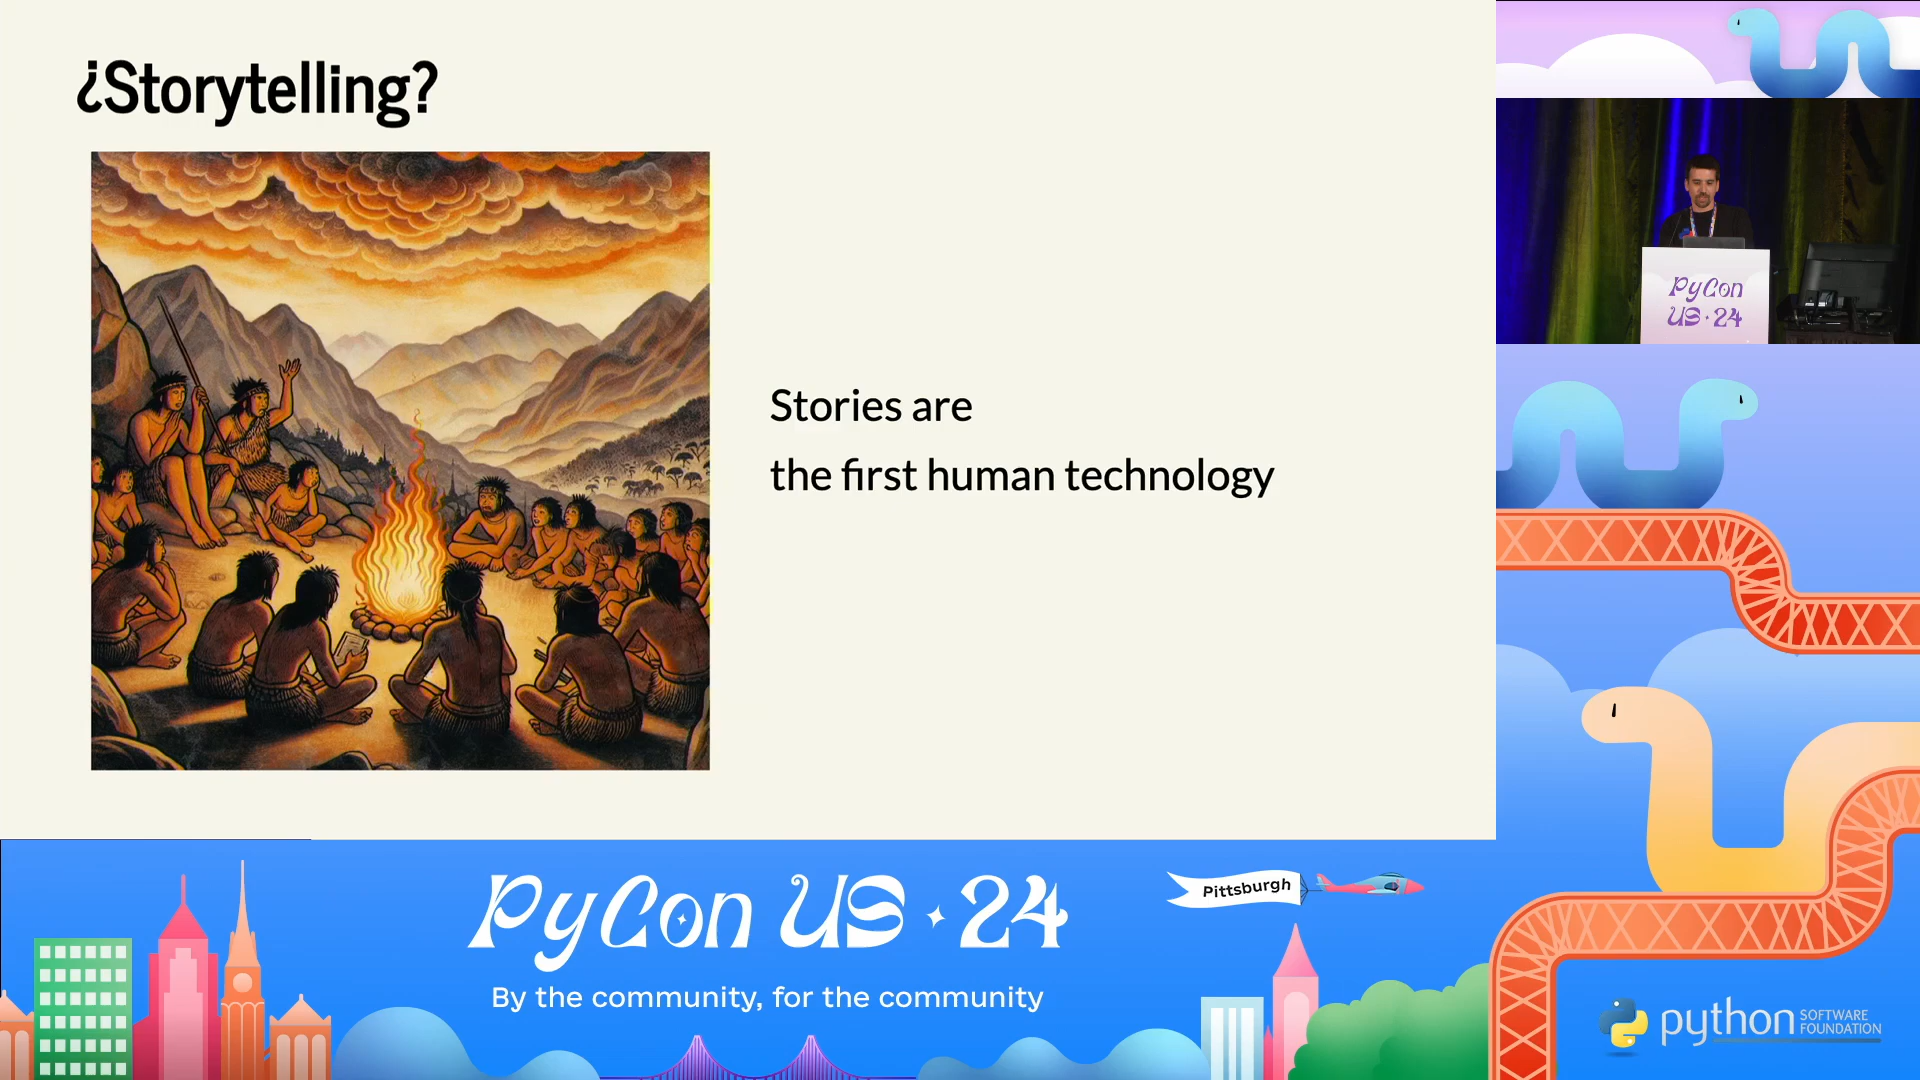 ¿Storytelling?
Stories are
the first human technology
PyCon
US · 24
PyCon US · 24
Pittsburgh
By the community, for the community
python SOFTWARE
FOUNDATION